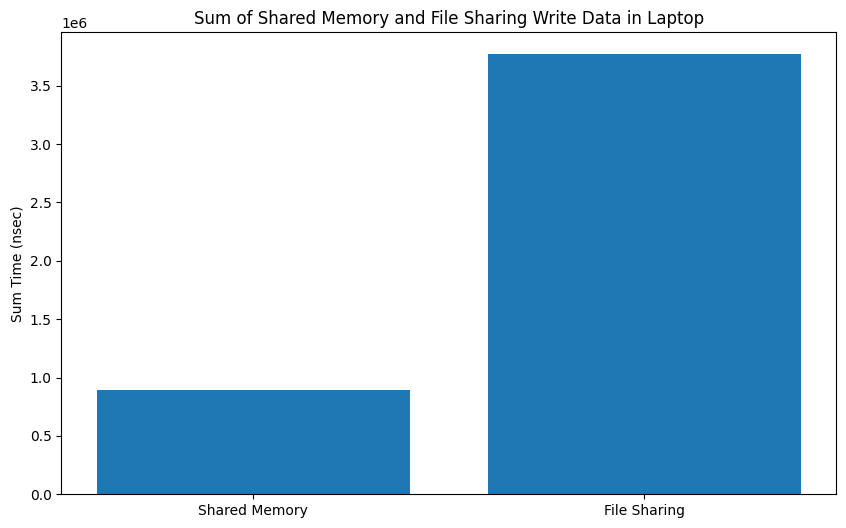 Sum of Shared Memory and File Sharing Write Data in Laptop
1e6
3.5
3.0
2.5
2.0
1.5
1.0
0.5
0.0
Sum Time (nsec)
Shared Memory
File Sharing